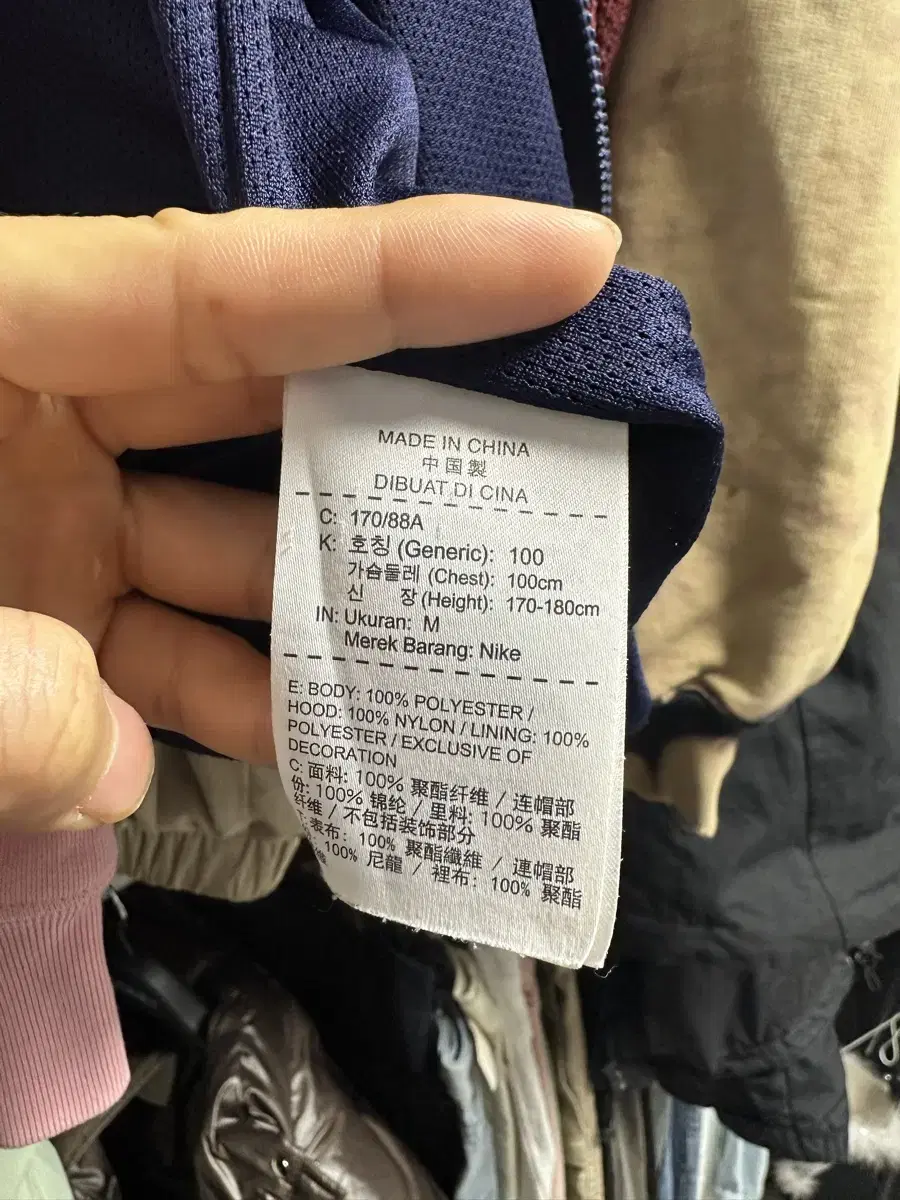 MADE IN CHINA
中国製
DIBUAT DI CINA
C: 170/88A
K: 호칭 (Generic): 100
가슴둘레 (Chest): 100cm
신 장 (Height): 170-180cm
IN: Ukuran: M
Merek Barang: Nike
E: BODY: 100% POLYESTER /
HOOD: 100% NYLON / LINING: 100%
POLYESTER / EXCLUSIVE OF
DECORATION
C: 面料: 100% 聚酯纤维 / 连帽部
份: 100% 锦纶 / 里料: 100% 聚酯
纤维 / 不包括装饰部分
T: 表布: 100% 聚酯纖維 / 連帽部
100% 尼龍 / 裡布: 100% 聚酯